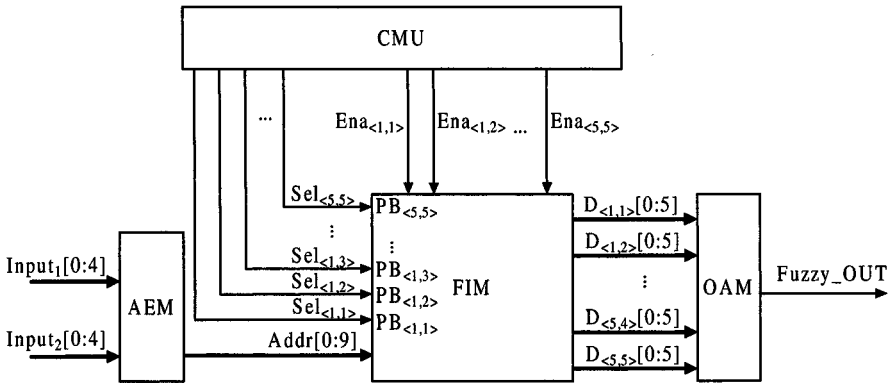 CMU
...
Ena<1,1>
Ena<1,2>
...
Ena<5,5>
Sel<5,5>
PB<5,5>
D<1,1>[0:5]
⋮
⋮
D<1,2>[0:5]
Input1[0:4]
Sel<1,3>
PB<1,3>
Sel<1,2>
PB<1,2>
FIM
⋮
OAM
Fuzzy_OUT
AEM
Sel<1,1>
PB<1,1>
D<5,4>[0:5]
Input2[0:4]
Addr[0:9]
D<5,5>[0:5]